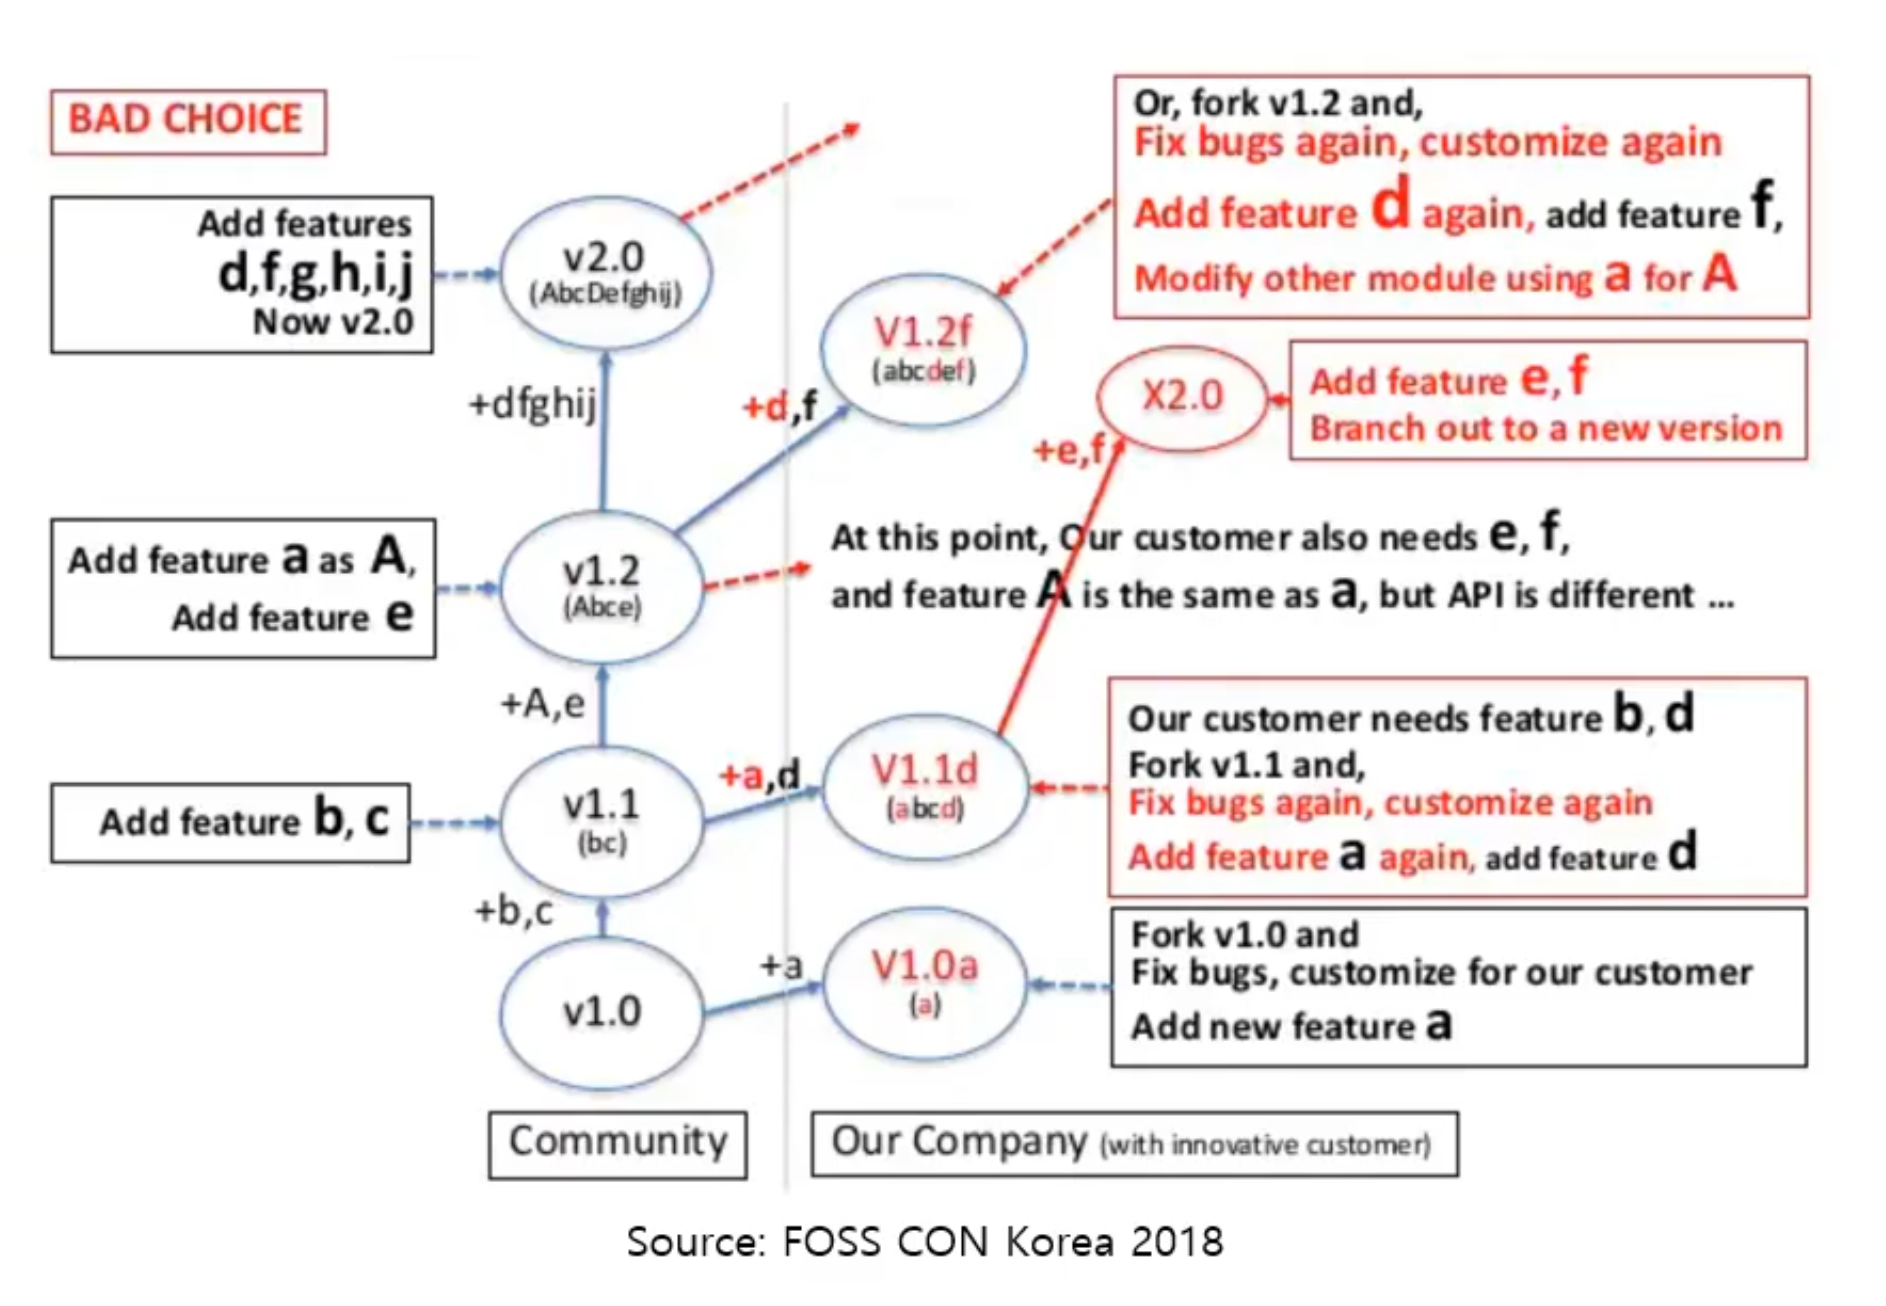 BAD CHOICE
Add features
d,f,g,h,i,j
Now v2.0
v2.0
(AbcDefghij)
+dfghij
Add feature a as A,
Add feature e
v1.2
(Abce)
+A,e
Add feature b, c
v1.1
(bc)
+b,c
v1.0
Community
Or, fork v1.2 and,
Fix bugs again, customize again
Add feature d again, add feature f,
Modify other module using a for A
V1.2f
(abcdef)
+d,f
X2.0
Add feature e, f
Branch out to a new version
+e,f
At this point, Our customer also needs e, f,
and feature A is the same as a, but API is different ...
Our customer needs feature b, d
Fork v1.1 and,
Fix bugs again, customize again
Add feature a again, add feature d
V1.1d
(abcd)
+a,d
Fork v1.0 and
Fix bugs, customize for our customer
Add new feature a
V1.0a
(a)
+a
Our Company (with innovative customer)
Source: FOSS CON Korea 2018